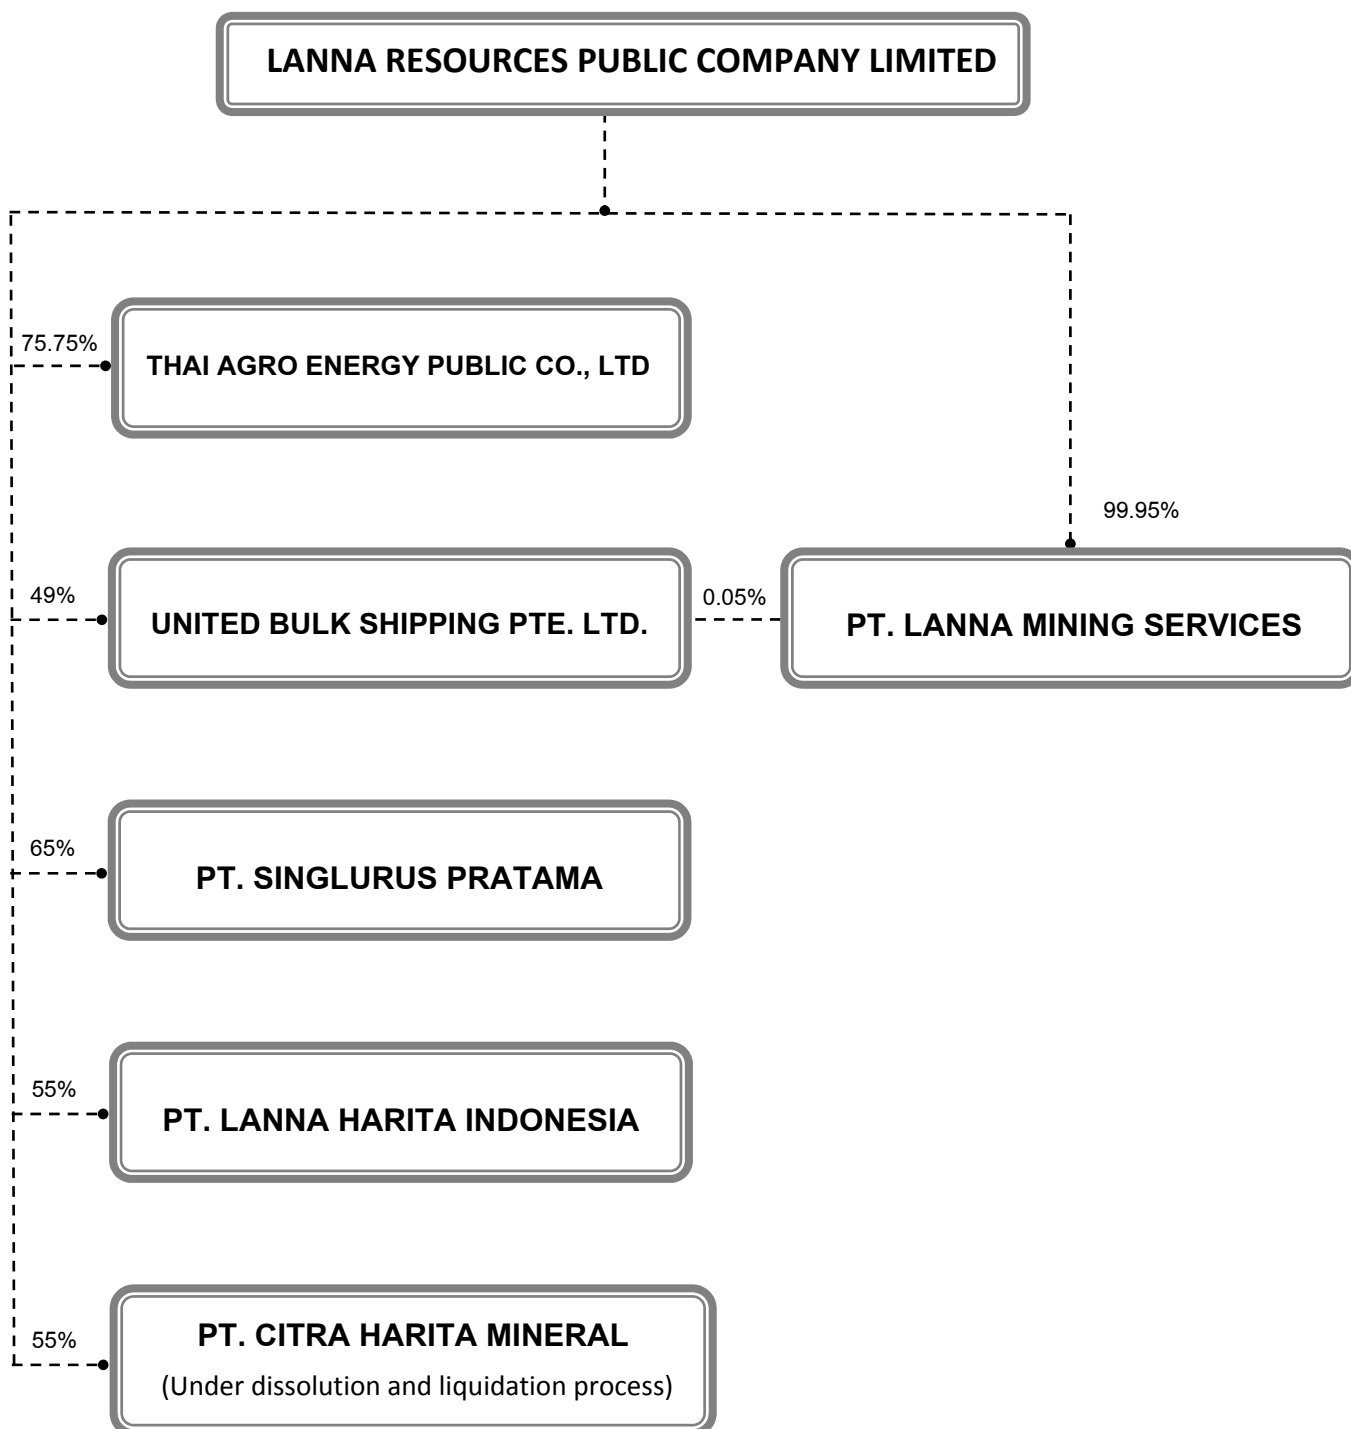 LANNA RESOURCES PUBLIC COMPANY LIMITED
75.75%
THAI AGRO ENERGY PUBLIC CO., LTD
99.95%
49%
UNITED BULK SHIPPING PTE. LTD.
0.05%
PT. LANNA MINING SERVICES
65%
PT. SINGLURUS PRATAMA
55%
PT. LANNA HARITA INDONESIA
55%
PT. CITRA HARITA MINERAL
(Under dissolution and liquidation process)